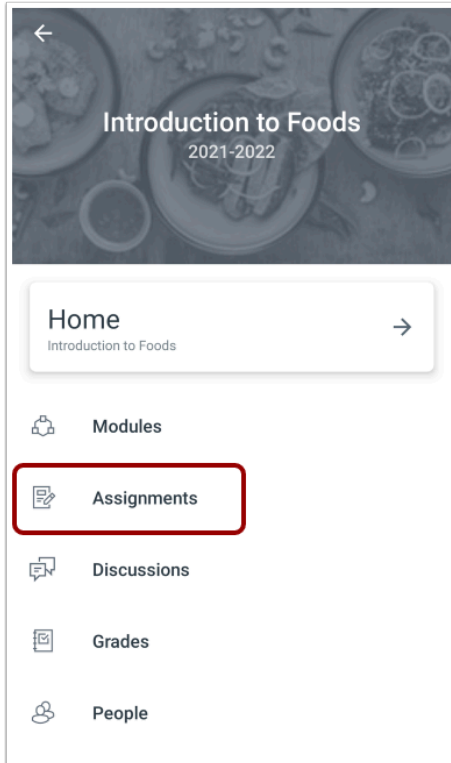 Introduction to Foods
2021-2022
Home
Introduction to Foods
Modules
Assignments
Discussions
Grades
People